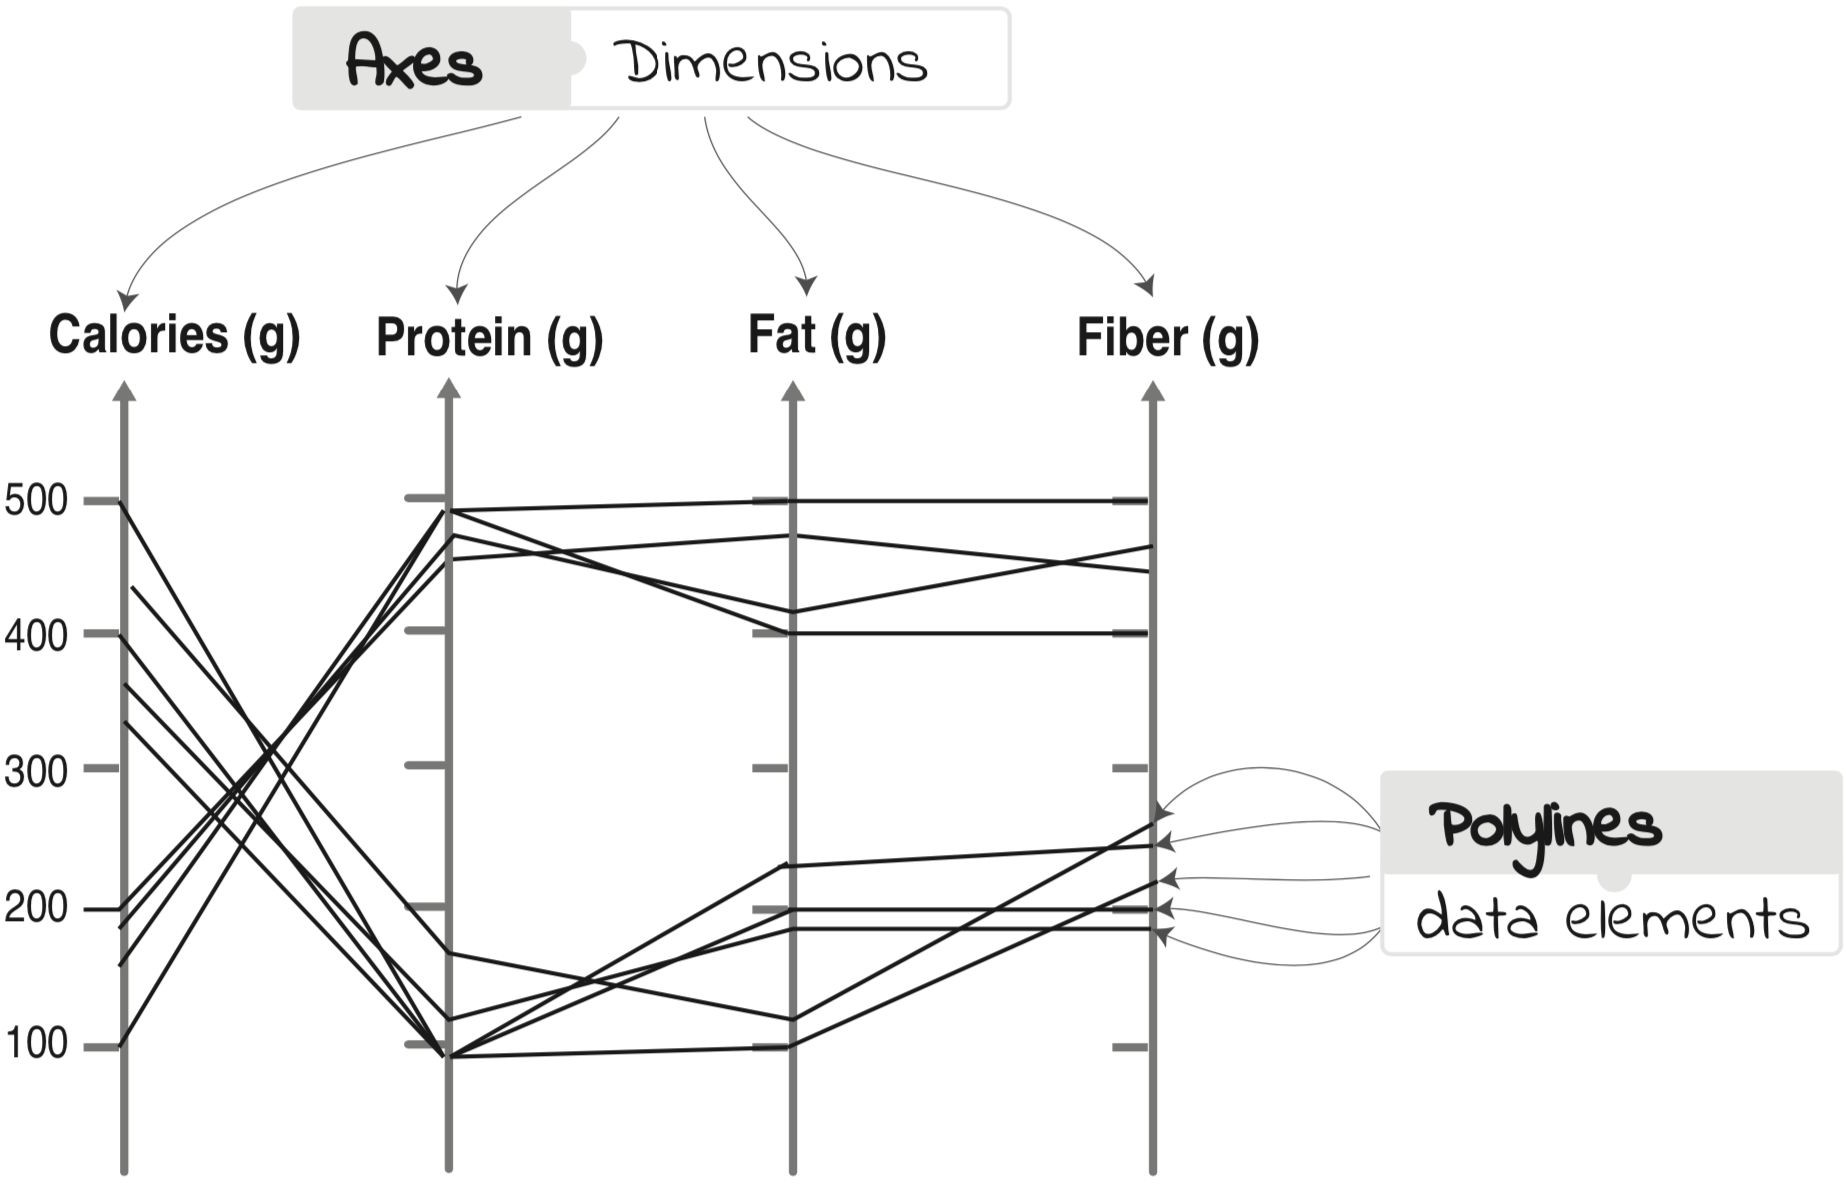 Axes Dimensions
Calories (g) Protein (g) Fat (g) Fiber (g)
500
400
300
200
100
Polylines
data elements